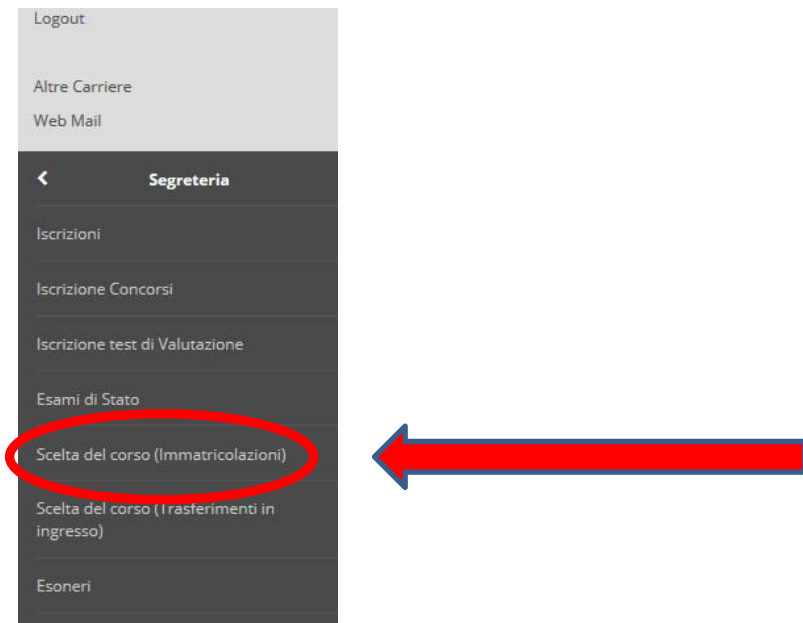 Logout
Altre Carriere
Web Mail
Segreteria
Iscrizioni
Iscrizione Concorsi
Iscrizione test di Valutazione
Esami di Stato
Scelta del corso (Immatricolazioni)
Scelta del corso (Trasferimenti in
ingresso)
Esoneri